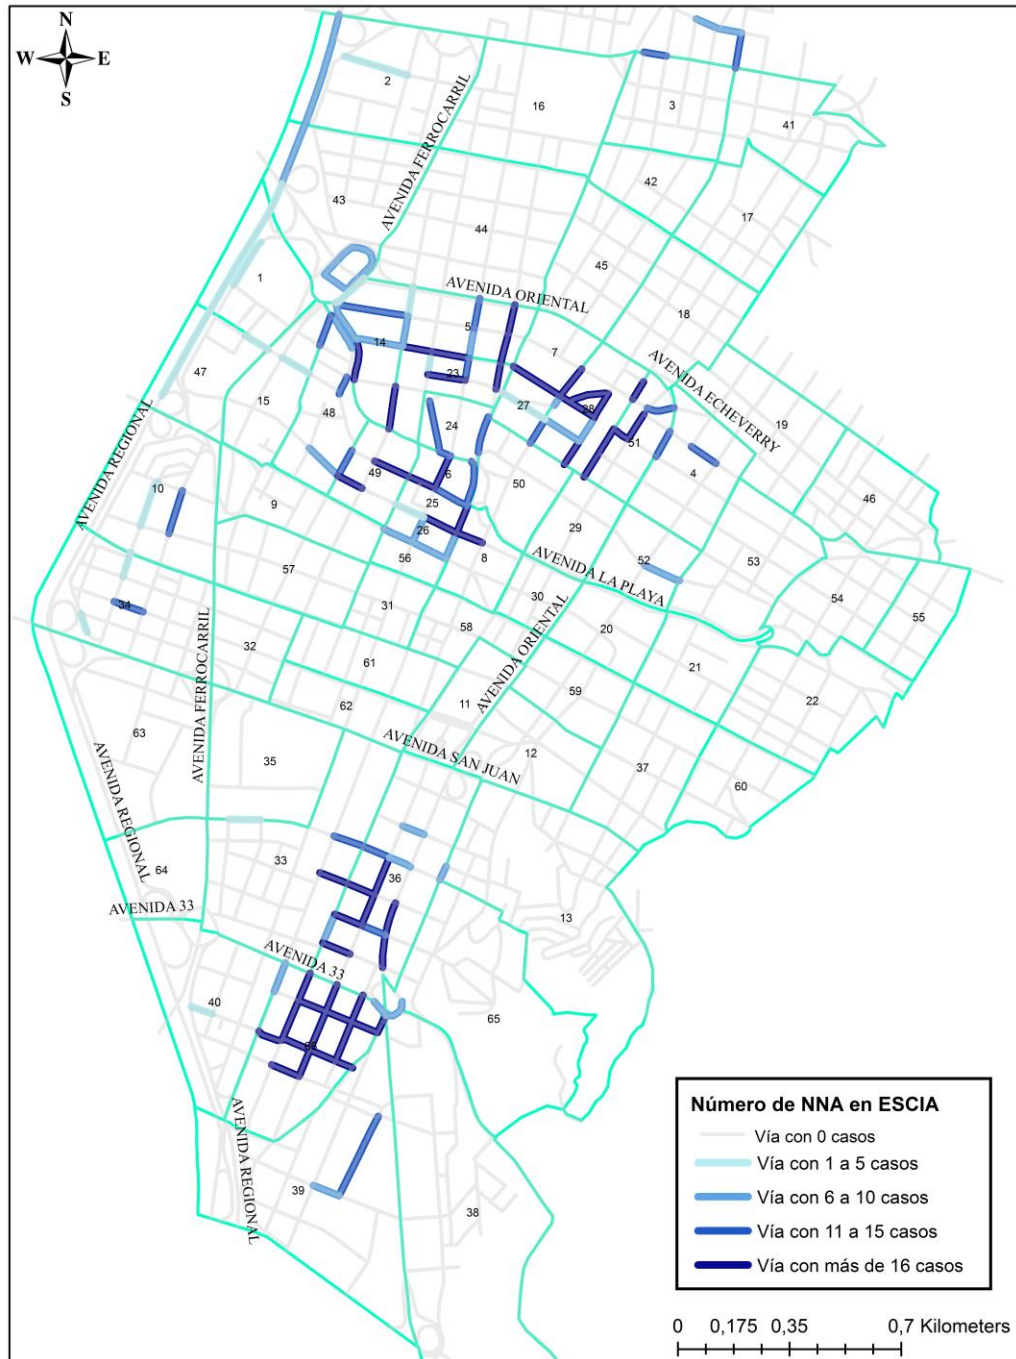 N
W E
S
2
16
3
41
AVENIDA FERROCARRIL
42
17
43
44
45
1
AVENIDA ORIENTAL
18
5
14
7
AVENIDA ECHEVERRY
47
23
15
27
28
19
48
24
51
AVENIDA REGIONAL
4
49
6
50
46
10
9
25
29
26
56
8
AVENIDA LA PLAYA
52
53
57
54
34
31
30
55
58
20
AVENIDA FERROCARRIL
32
61
AVENIDA ORIENTAL
21
59
22
62
11
63
AVENIDA SAN JUAN
12
35
37
60
AVENIDA REGIONAL
64
33
36
AVENIDA 33
13
AVENIDA 33
40
65
AVENIDA REGIONAL
39
38
Número de NNA en ESCIA
Vía con 0 casos
Vía con 1 a 5 casos
Vía con 6 a 10 casos
Vía con 11 a 15 casos
Vía con más de 16 casos
0 0,175 0,35 0,7 Kilometers